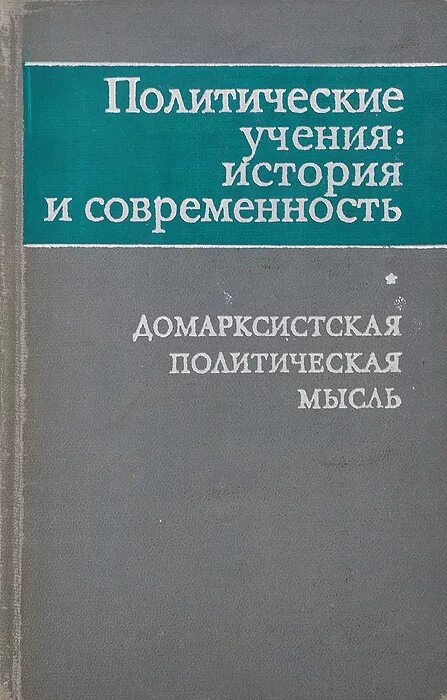 Политические
учения:
история
и современность
*
ДОМАРКСИСТСКАЯ
ПОЛИТИЧЕСКАЯ
МЫСЛЬ